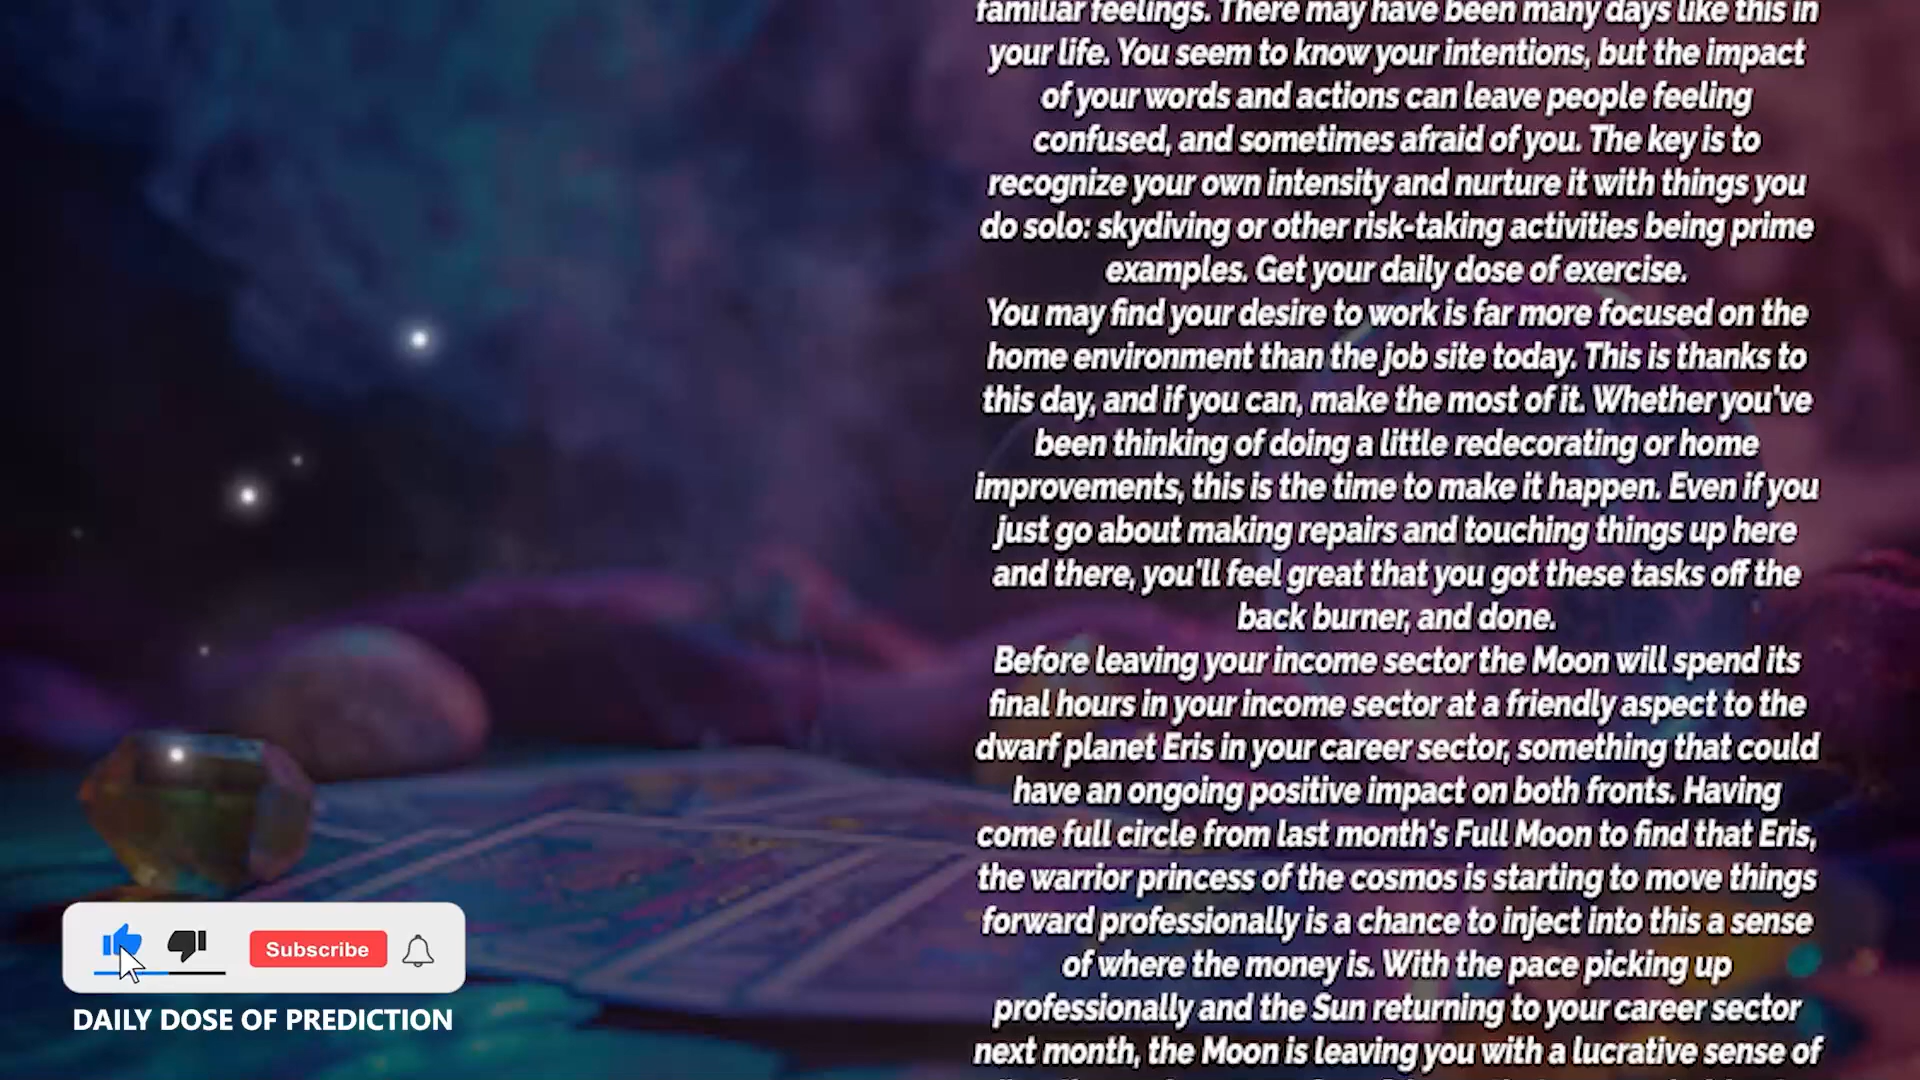 familiar feelings. There may have been many days like this in
your life. You seem to know your intentions, but the impact
of your words and actions can leave people feeling
confused, and sometimes afraid of you. The key is to
recognize your own intensity and nurture it with things you
do solo: skydiving or other risk-taking activities being prime
examples. Get your daily dose of exercise.
You may find your desire to work is far more focused on the
home environment than the job site today. This is thanks to
this day, and if you can, make the most of it. Whether you've
been thinking of doing a little redecorating or home
improvements, this is the time to make it happen. Even if you
just go about making repairs and touching things up here
and there, you'll feel great that you got these tasks off the
back burner, and done.
Before leaving your income sector the Moon will spend its
final hours in your income sector at a friendly aspect to the
dwarf planet Eris in your career sector, something that could
have an ongoing positive impact on both fronts. Having
come full circle from last month's Full Moon to find that Eris,
the warrior princess of the cosmos is starting to move things
forward professionally is a chance to inject into this a sense
of where the money is. With the pace picking up
professionally and the Sun returning to your career sector
next month, the Moon is leaving you with a lucrative sense of
Subscribe
DAILY DOSE OF PREDICTION